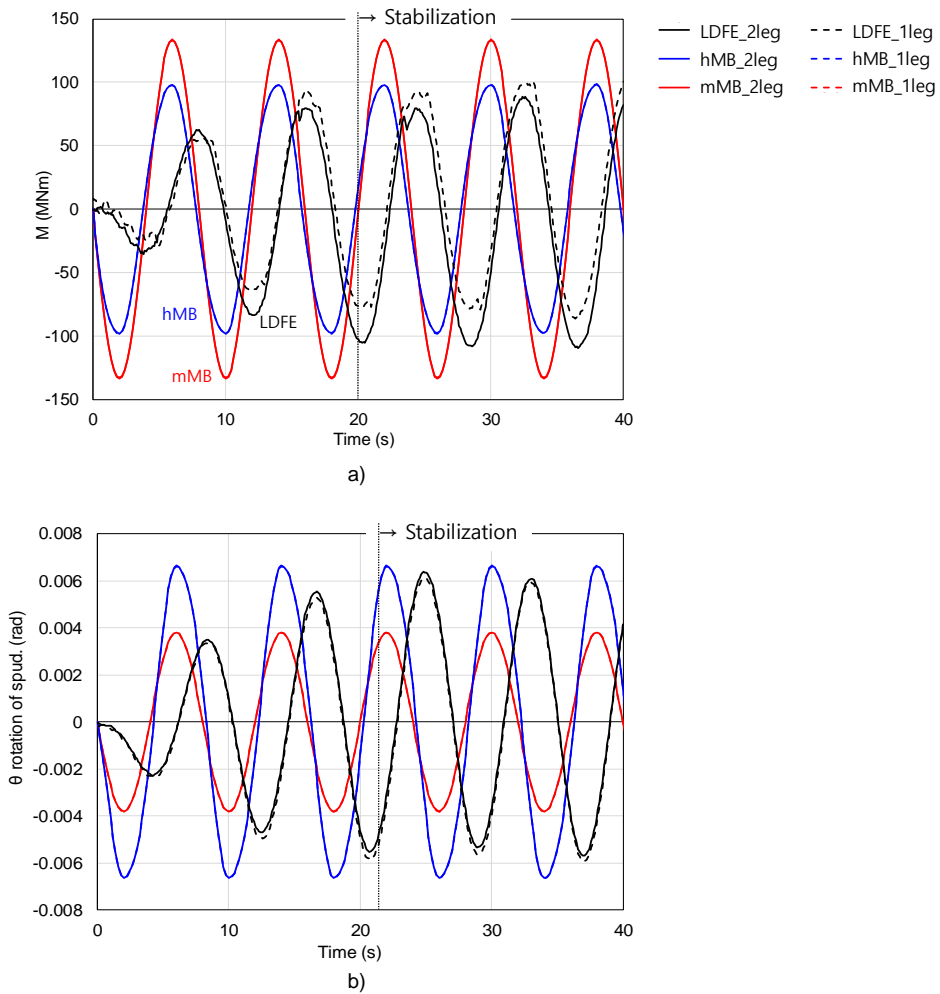 → Stabilization
150
100
50
0
-50
-100
-150
M (MNm)
hMB
LDFE
mMB
0
10
20
30
40
Time (s)
a)
LDFE_2leg
LDFE_1leg
hMB_2leg
hMB_1leg
mMB_2leg
mMB_1leg
→ Stabilization
0.008
0.006
0.004
0.002
0
-0.002
-0.004
-0.006
-0.008
θ rotation of spud. (rad)
0
10
20
30
40
Time (s)
b)